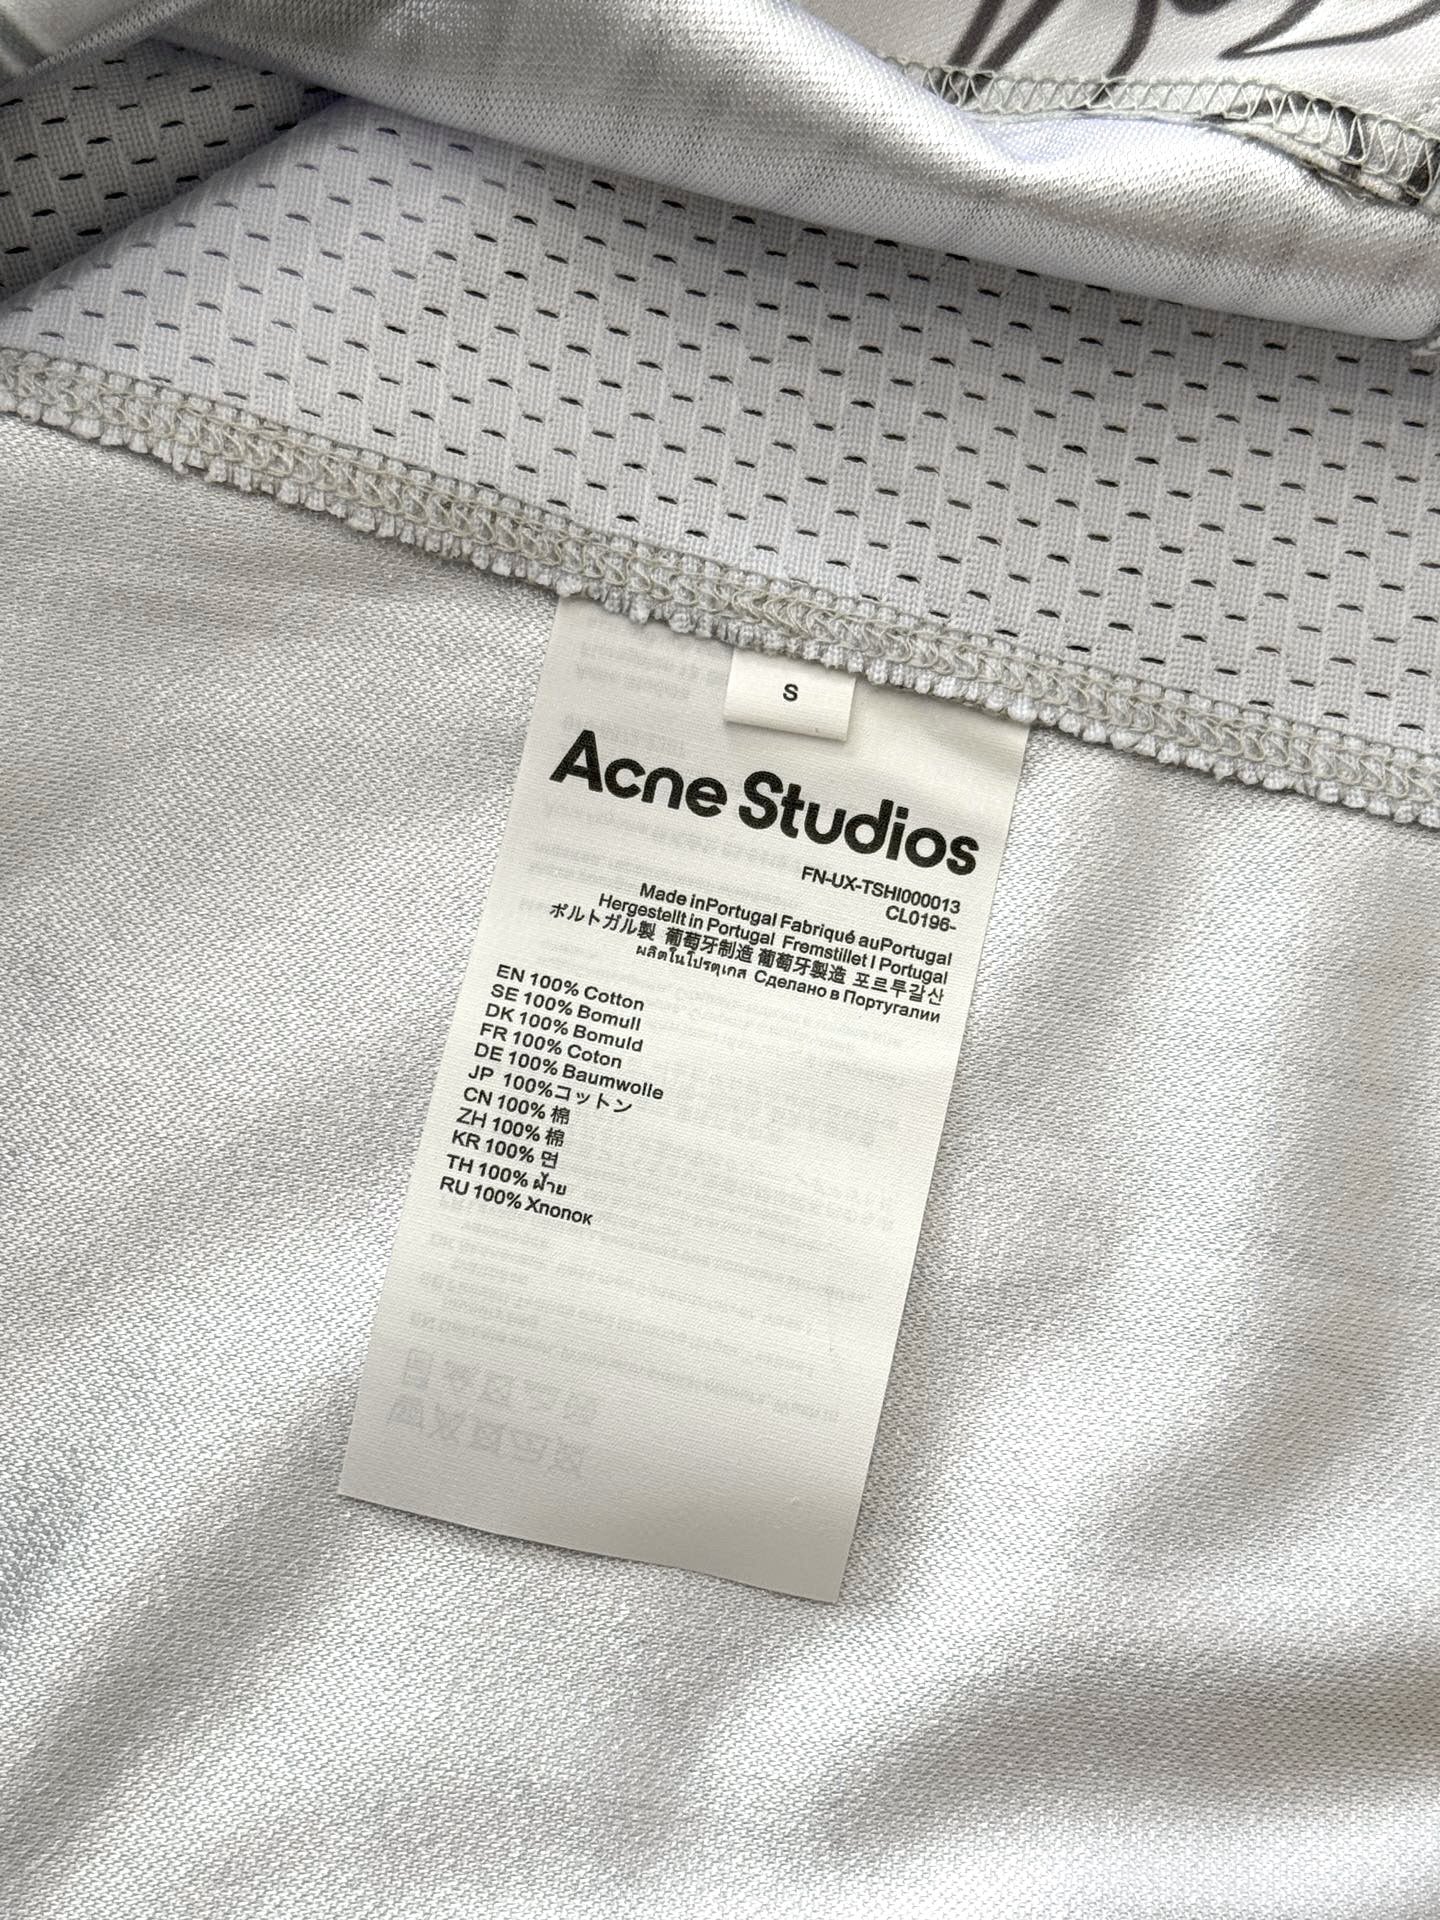 S
Acne Studios
FN-UX-TSHI000013
CL0196-
Made inPortugal Fabriqué auPortugal
Hergestellt in Portugal Fremstillet I Portugal
ポルトガル製 葡萄牙制造 葡萄牙製造 포르투갈산
ผลิตในโปรตุเกส Сделано в Португалии
EN 100% Cotton
SE 100% Bomull
DK 100% Bomuld
FR 100% Coton
DE 100% Baumwolle
JP 100%コットン
CN 100% 棉
ZH 100% 棉
KR 100% 면
TH 100% ฝ้าย
RU 100% Хлопок